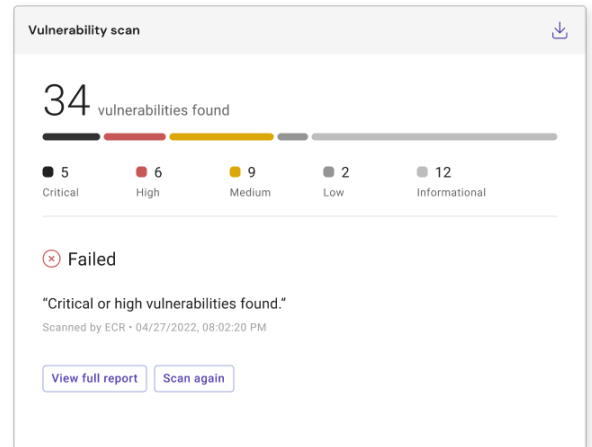 Vulnerability scan
34 vulnerabilities found
5 6 9 2 12
Critical High Medium Low Informational
Failed
“Critical or high vulnerabilities found.”
Scanned by ECR • 04/27/2022, 08:02:20 PM
View full report Scan again